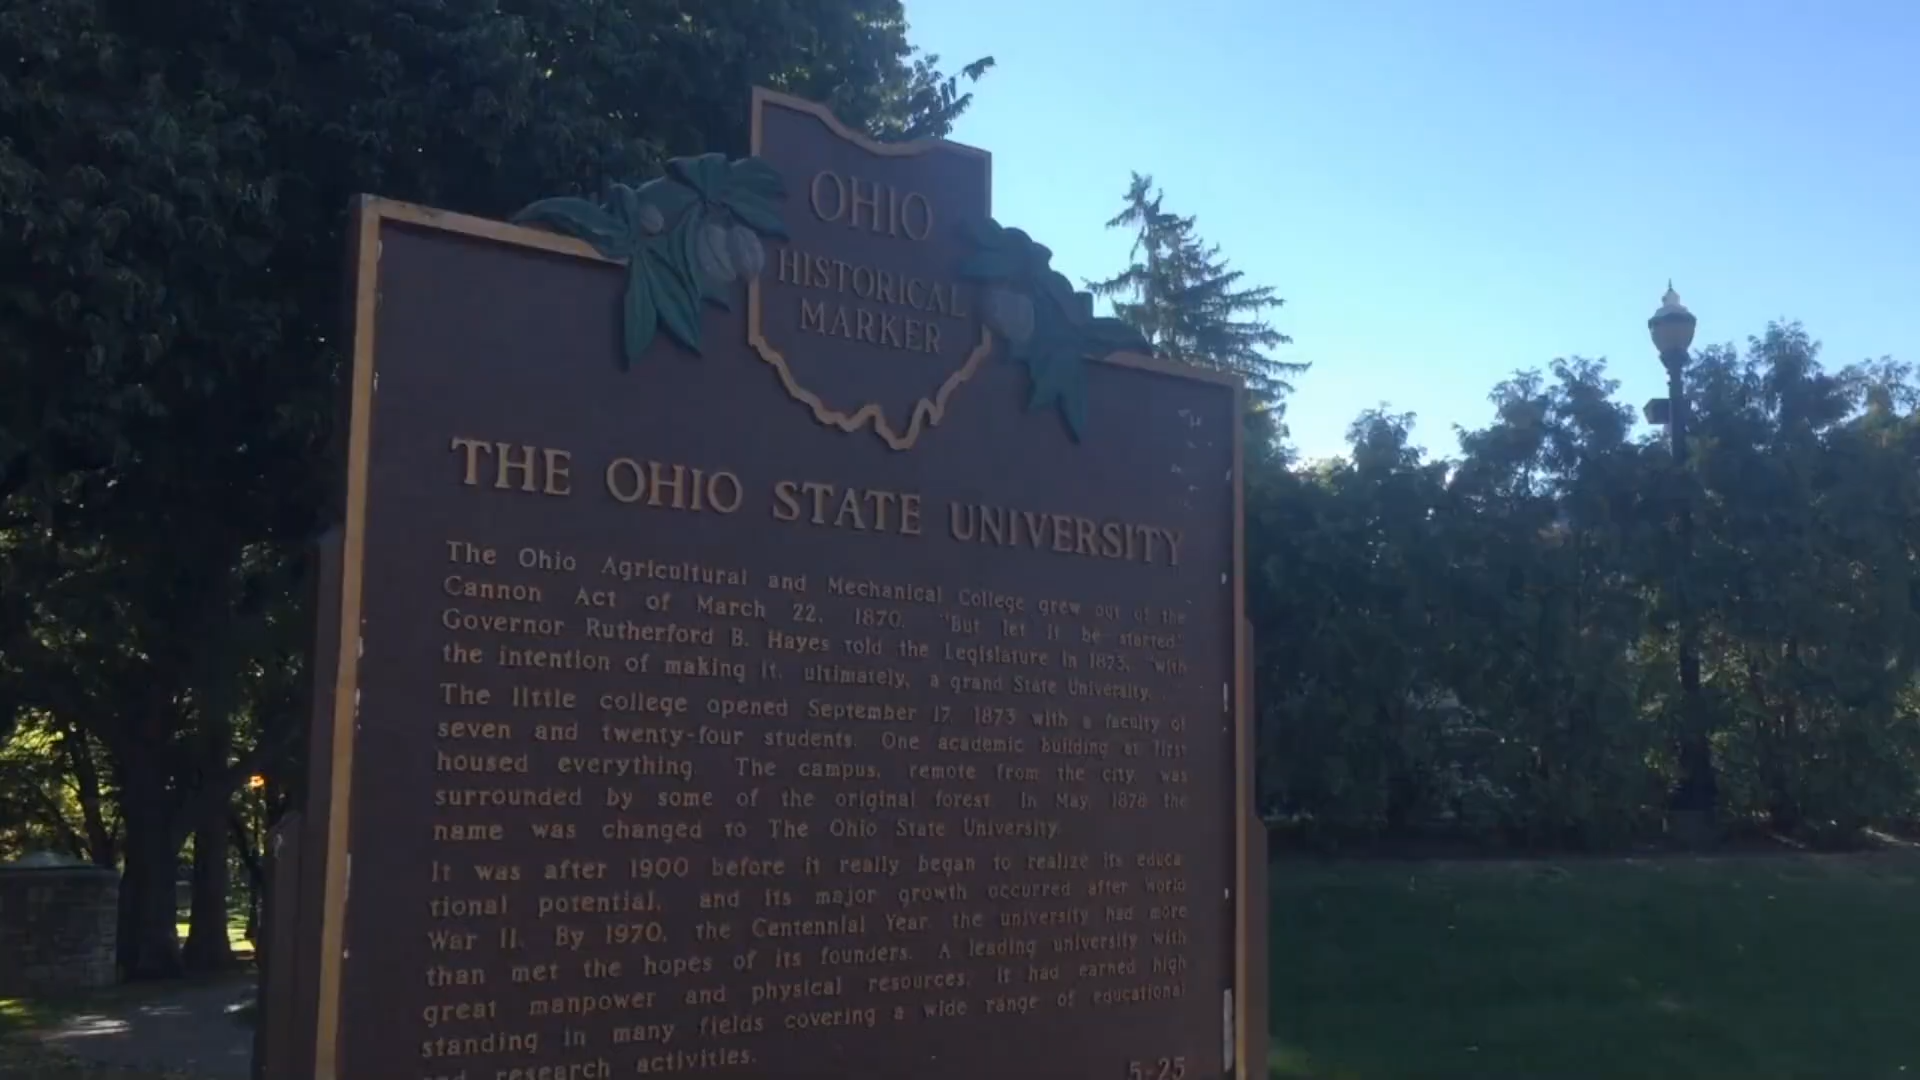 OHIO
HISTORICAL
MARKER
THE OHIO STATE UNIVERSITY
The Ohio Agricultural and Mechanical College grew out of the
Cannon Act of March 22, 1870. "But let it be started"
Governor Rutherford B. Hayes told the Legislature in 1873, "with
the intention of making it, ultimately, a grand State University. .
The little college opened September 17, 1873 with a faculty of
seven and twenty-four students. One academic building at first
housed everything. The campus, remote from the city, was
surrounded by some of the original forest. In May, 1878 the
name was changed to The Ohio State University.
It was after 1900 before it really began to realize its educa
tional potential, and its major growth occurred after World
War II. By 1970, the Centennial Year, the university had more
than met the hopes of its founders. A leading university with
great manpower and physical resources, it had earned high
standing in many fields covering a wide range of educational
and research activities.
5-25